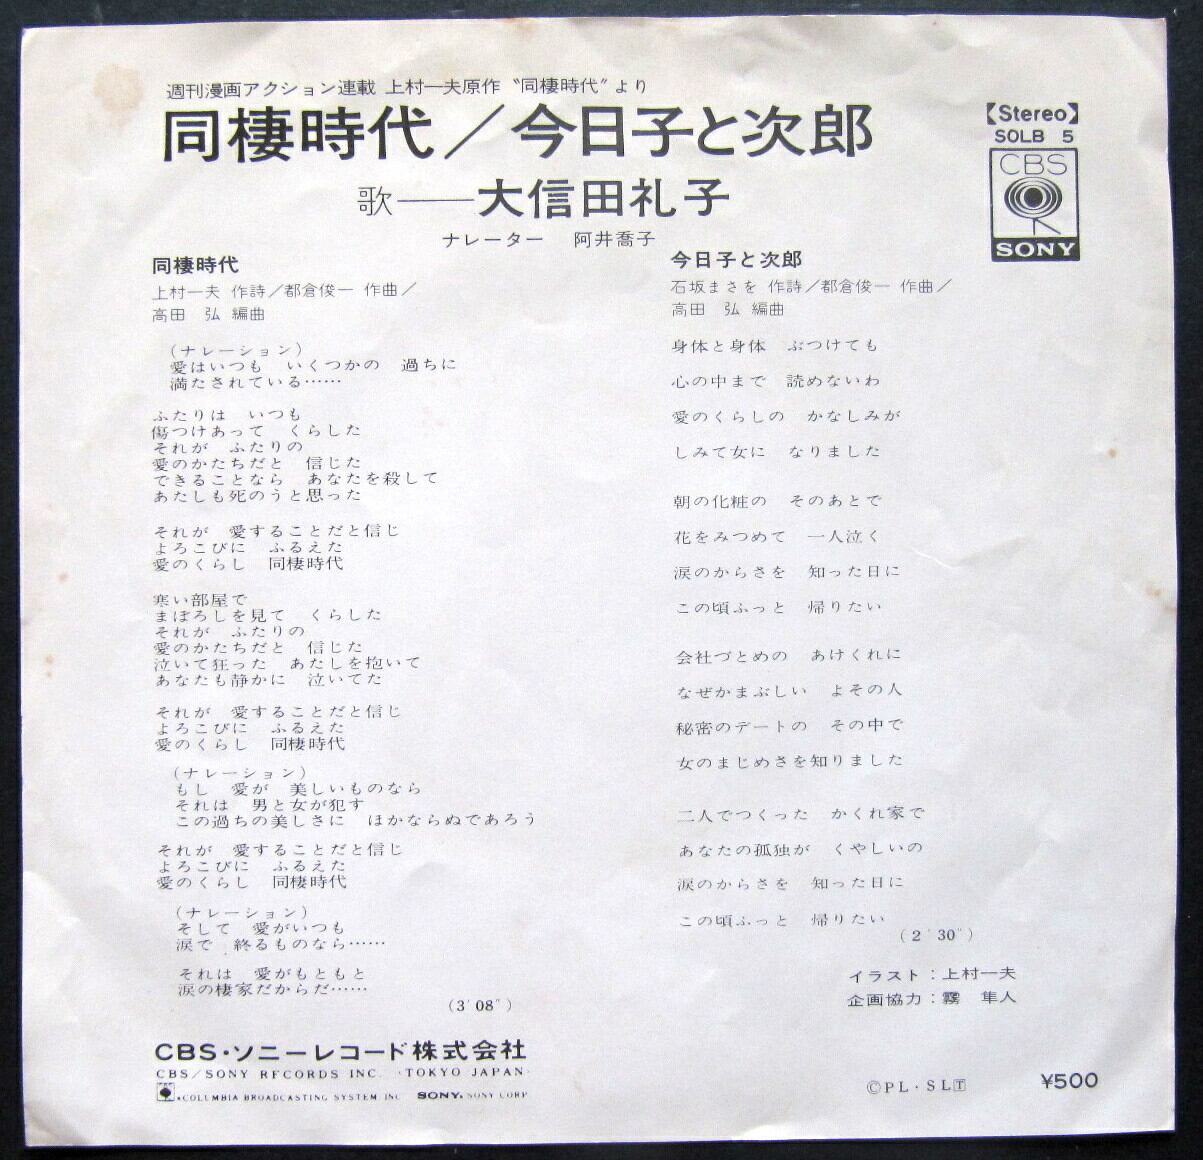 週刊漫画アクション連載 上村一夫原作 〝同棲時代〟より
同棲時代／今日子と次郎
歌——大信田礼子
ナレーター 阿井喬子
【Stereo】
SOLB 5
CBS
SONY
同棲時代
上村一夫 作詩／都倉俊一 作曲／
高田 弘 編曲
(ナレーション)
愛はいつも いくつかの 過ちに
満たされている……
ふたりは いつも
傷つけあって くらした
それが ふたりの
愛のかたちだと 信じた
できることなら あなたを殺して
あたしも死のうと思った
それが 愛することだと信じ
よろこびに ふるえた
愛のくらし 同棲時代
寒い部屋で
まぼろしを見て くらした
それが ふたりの
愛のかたちだと 信じた
泣いて狂った あたしを抱いて
あなたも静かに 泣いてた
それが 愛することだと信じ
よろこびに ふるえた
愛のくらし 同棲時代
(ナレーション)
もし 愛が 美しいものなら
それは 男と女が犯す
この過ちの美しさに ほかならぬであろう
それが 愛することだと信じ
よろこびに ふるえた
愛のくらし 同棲時代
(ナレーション)
そして 愛がいつも
涙で 終るものなら……
それは 愛がもともと
涙の棲家だからだ……
(3′08″)
今日子と次郎
石坂まさを 作詩／都倉俊一 作曲／
高田 弘 編曲
身体と身体 ぶつけても
心の中まで 読めないわ
愛のくらしの かなしみが
しみて女に なりました
朝の化粧の そのあとで
花をみつめて 一人泣く
涙のからさを 知った日に
この頃ふっと 帰りたい
会社づとめの あけくれに
なぜかまぶしい よその人
秘密のデートの その中で
女のまじめさを知りました
二人でつくった かくれ家で
あなたの孤独が くやしいの
涙のからさを 知った日に
この頃ふっと 帰りたい
(2′30″)
イラスト：上村一夫
企画協力：霧 隼人
CBS・ソニーレコード株式会社
CBS/SONY RECORDS INC. ·TOKYO JAPAN·
COLUMBIA BROADCASTING SYSTEM, INC SONY, SONY CORP
ⒸPL・SL🅃
¥500